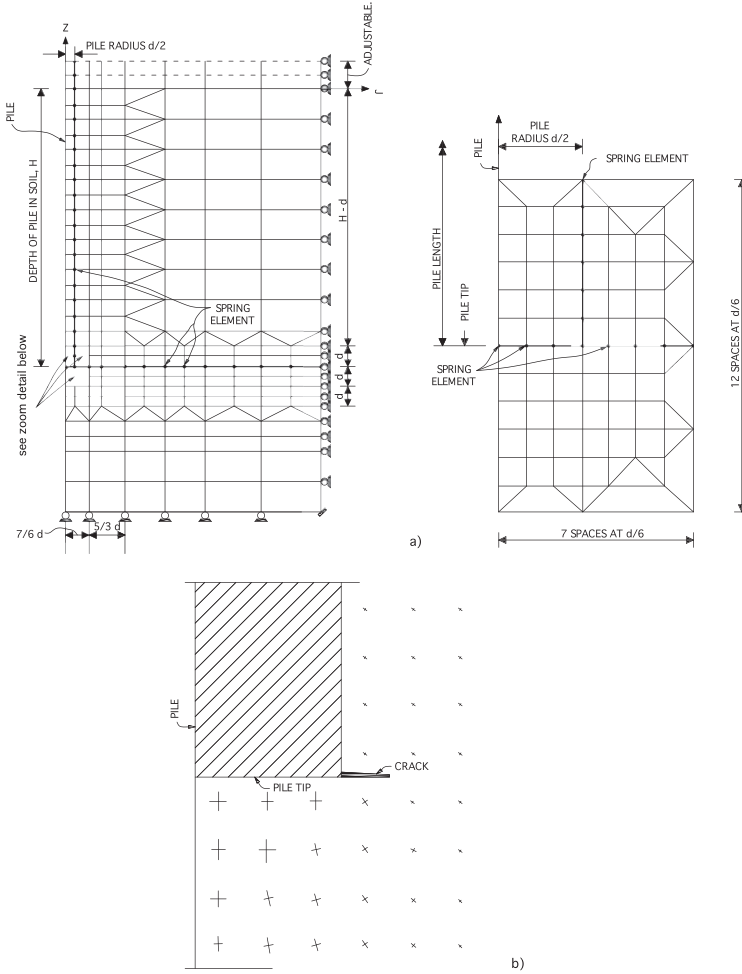 Z
PILE RADIUS d/2
ADJUSTABLE.
r
PILE
DEPTH OF PILE IN SOIL, H
H - d
SPRING
ELEMENT
d
d
d
see zoom detail below
7/6 d
5/3 d
a)
PILE
RADIUS d/2
PILE
SPRING ELEMENT
PILE LENGTH
PILE TIP
SPRING
ELEMENT
12 SPACES AT d/6
7 SPACES AT d/6
PILE
CRACK
PILE TIP
b)